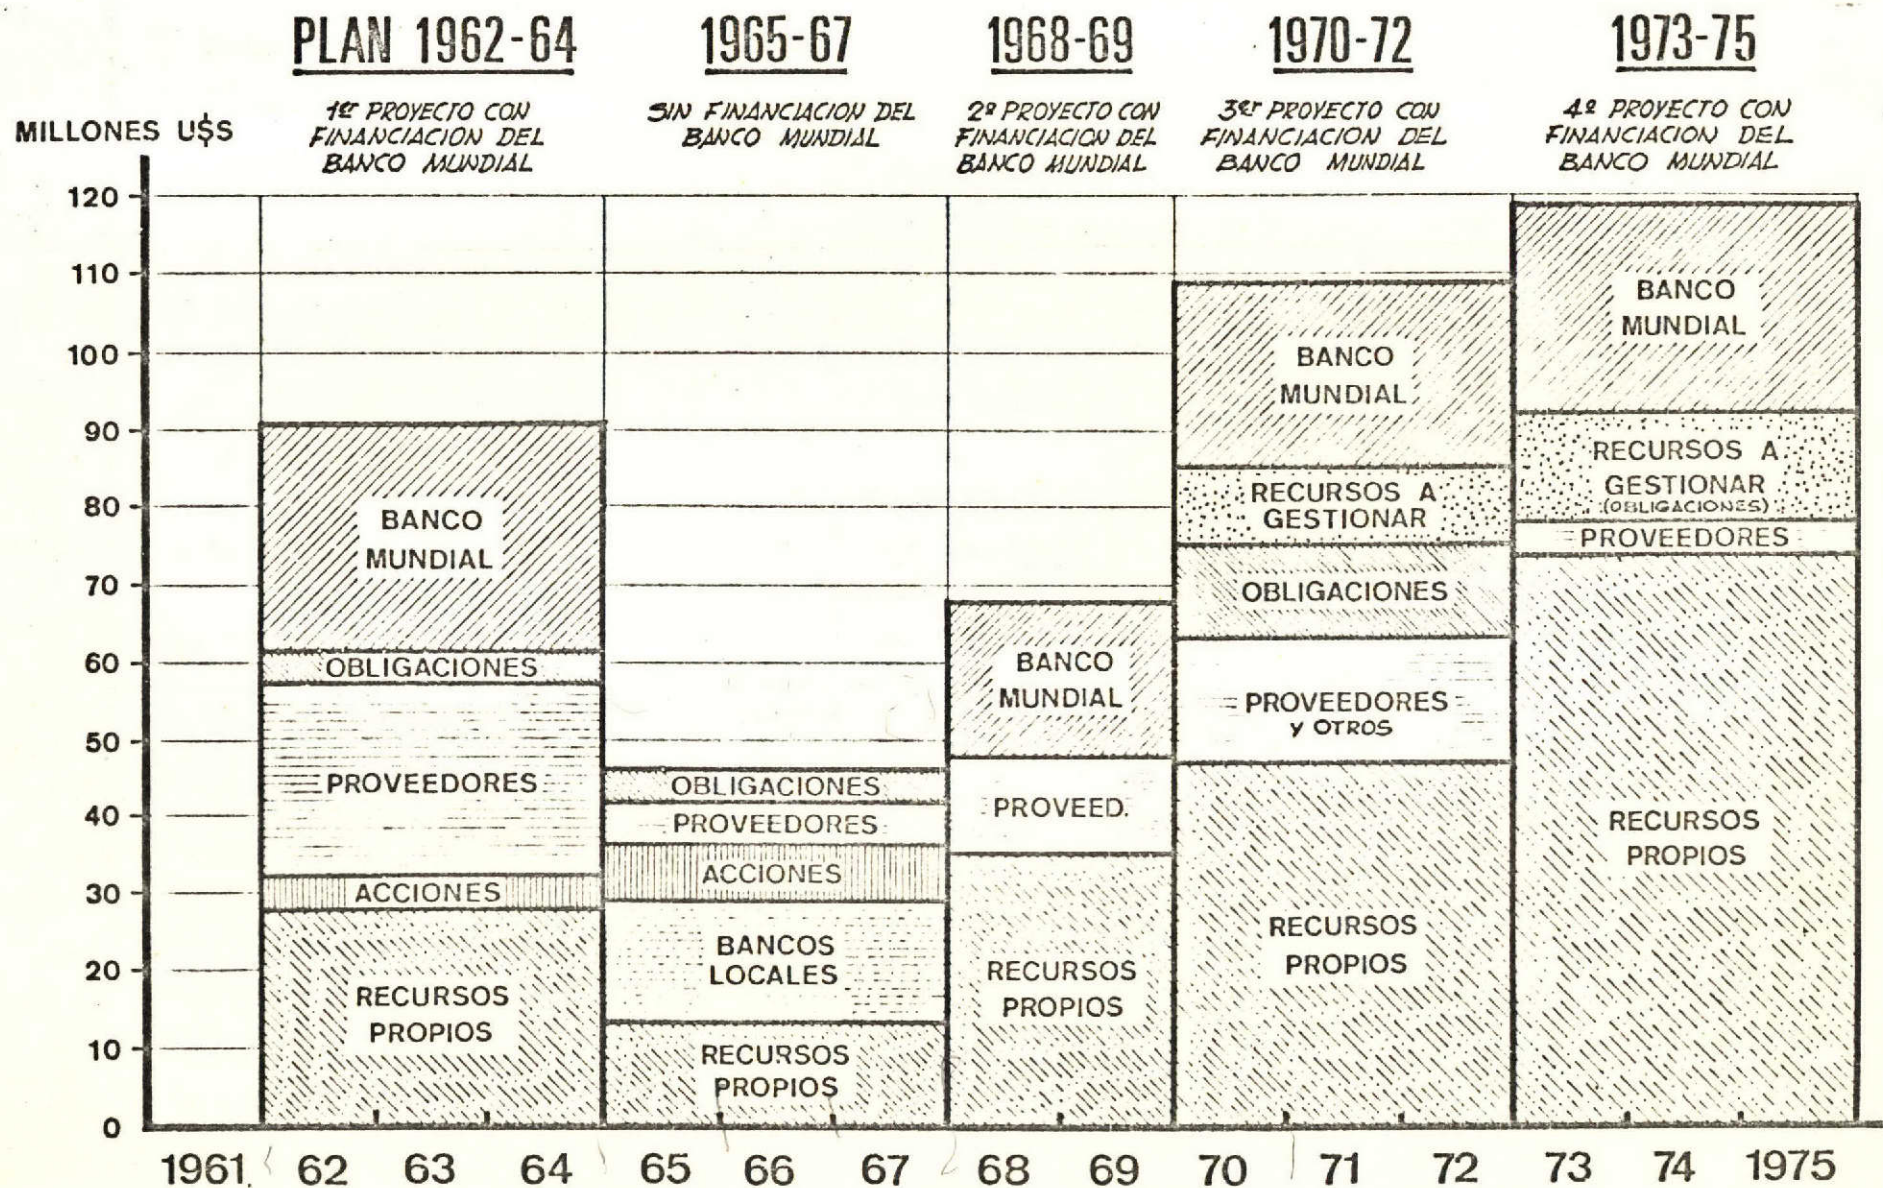 PLAN 1962-64
1er PROYECTO CON
FINANCIACION DEL
BANCO MUNDIAL
1965-67
SIN FINANCIACION DEL
BANCO MUNDIAL
1968-69
2º PROYECTO CON
FINANCIACION DEL
BANCO MUNDIAL
1970-72
3er PROYECTO CON
FINANCIACION DEL
BANCO MUNDIAL
1973-75
4º PROYECTO CON
FINANCIACION DEL
BANCO MUNDIAL
MILLONES U$S
120
110
100
90
80
70
60
50
40
30
20
10
0
BANCO
MUNDIAL
OBLIGACIONES
PROVEEDORES
ACCIONES
RECURSOS
PROPIOS
OBLIGACIONES
PROVEEDORES
ACCIONES
BANCOS
LOCALES
RECURSOS
PROPIOS
BANCO
MUNDIAL
PROVEED.
RECURSOS
PROPIOS
BANCO
MUNDIAL
RECURSOS A
GESTIONAR
OBLIGACIONES
PROVEEDORES
y OTROS
RECURSOS
PROPIOS
BANCO
MUNDIAL
RECURSOS A
GESTIONAR
(OBLIGACIONES)
PROVEEDORES
RECURSOS
PROPIOS
1961 62 63 64 65 66 67 68 69 70 71 72 73 74 1975